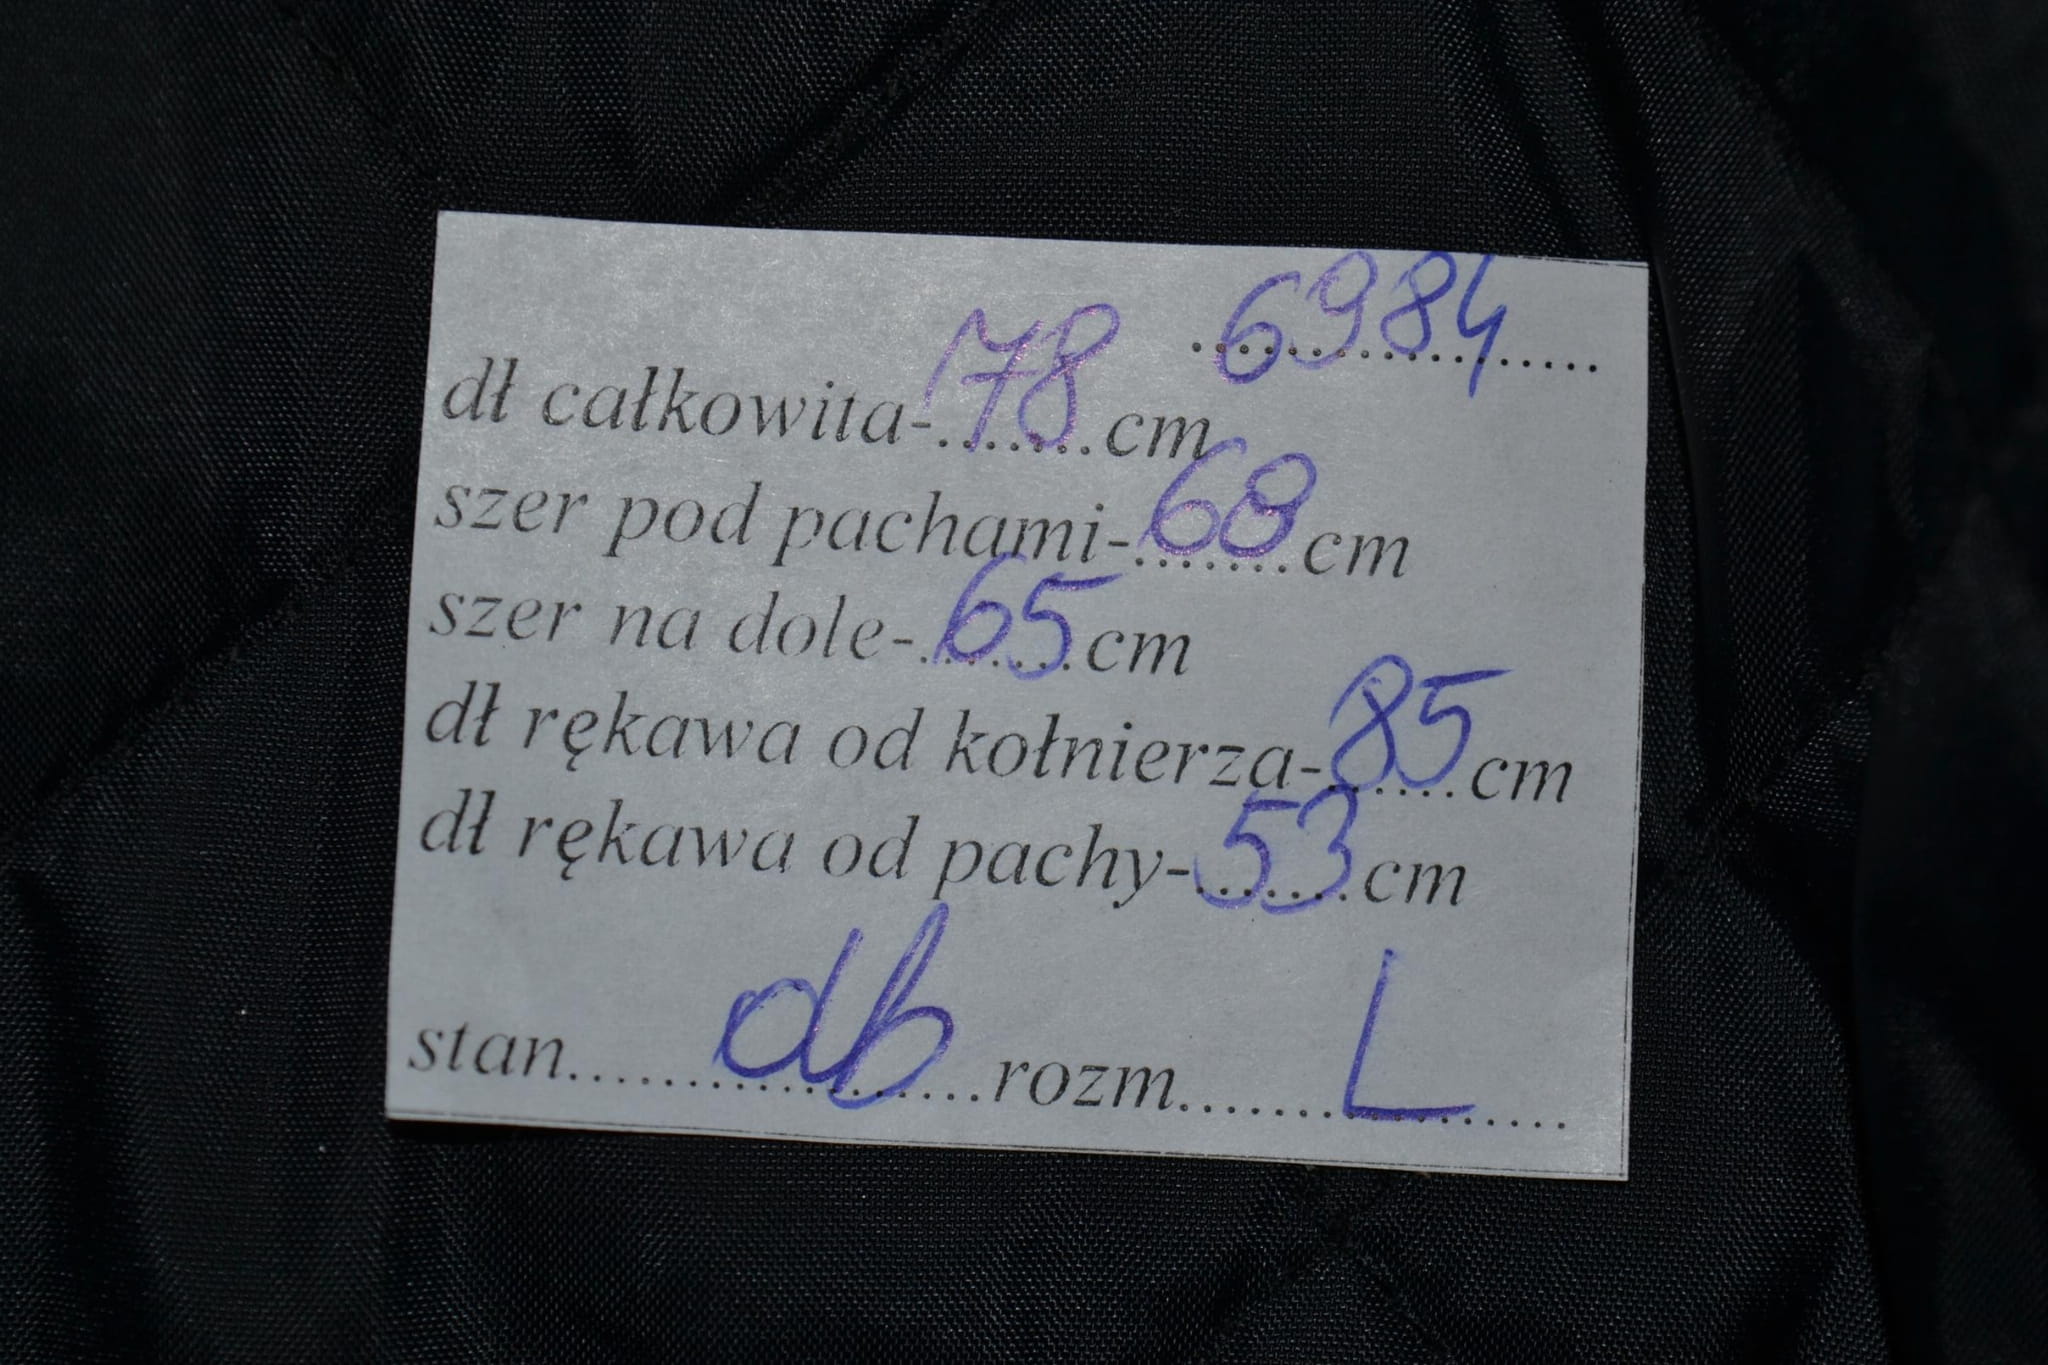 6984
dł całkowita-78cm
szer pod pachami-68cm
szer na dole-65cm
dł rękawa od kołnierza-85cm
dł rękawa od pachy-53cm
stan.....db.....rozm.....L.....